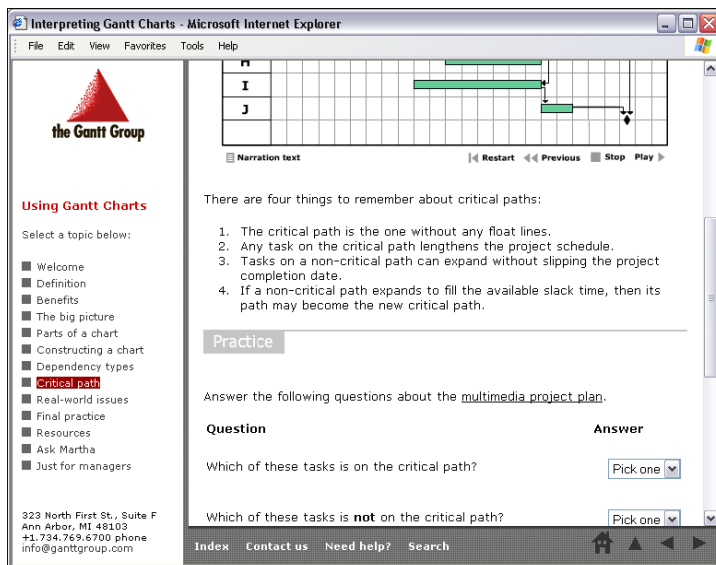 Interpreting Gantt Charts - Microsoft Internet Explorer
File Edit View Favorites Tools Help
the Gantt Group
Using Gantt Charts
Select a topic below:
Welcome
Definition
Benefits
The big picture
Parts of a chart
Constructing a chart
Dependency types
Critical path
Real-world issues
Final practice
Resources
Ask Martha
Just for managers
323 North First St., Suite F
Ann Arbor, MI 48103
+1.734.769.6700 phone
info@ganttgroup.com
H
I
J
Narration text Restart Previous Stop Play
There are four things to remember about critical paths:
1. The critical path is the one without any float lines.
2. Any task on the critical path lengthens the project schedule.
3. Tasks on a non-critical path can expand without slipping the project
completion date.
4. If a non-critical path expands to fill the available slack time, then its
path may become the new critical path.
Practice
Answer the following questions about the multimedia project plan.
Question Answer
Which of these tasks is on the critical path? Pick one
Which of these tasks is not on the critical path? Pick one
Index Contact us Need help? Search